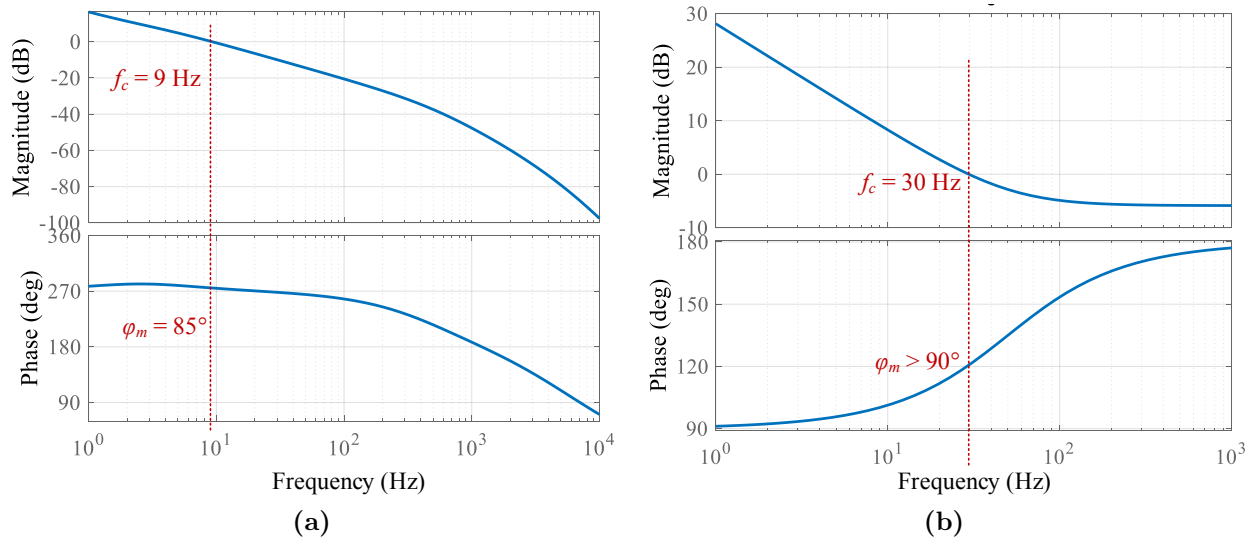 Magnitude (dB)
0
-20
-40
-60
-80
-100
f_c = 9 Hz
Phase (deg)
360
270
180
90
φ_m = 85°
10^0
10^1
10^2
10^3
10^4
Frequency (Hz)
(a)
Magnitude (dB)
30
20
10
0
-10
f_c = 30 Hz
Phase (deg)
180
150
120
90
φ_m > 90°
10^0
10^1
10^2
10^3
Frequency (Hz)
(b)